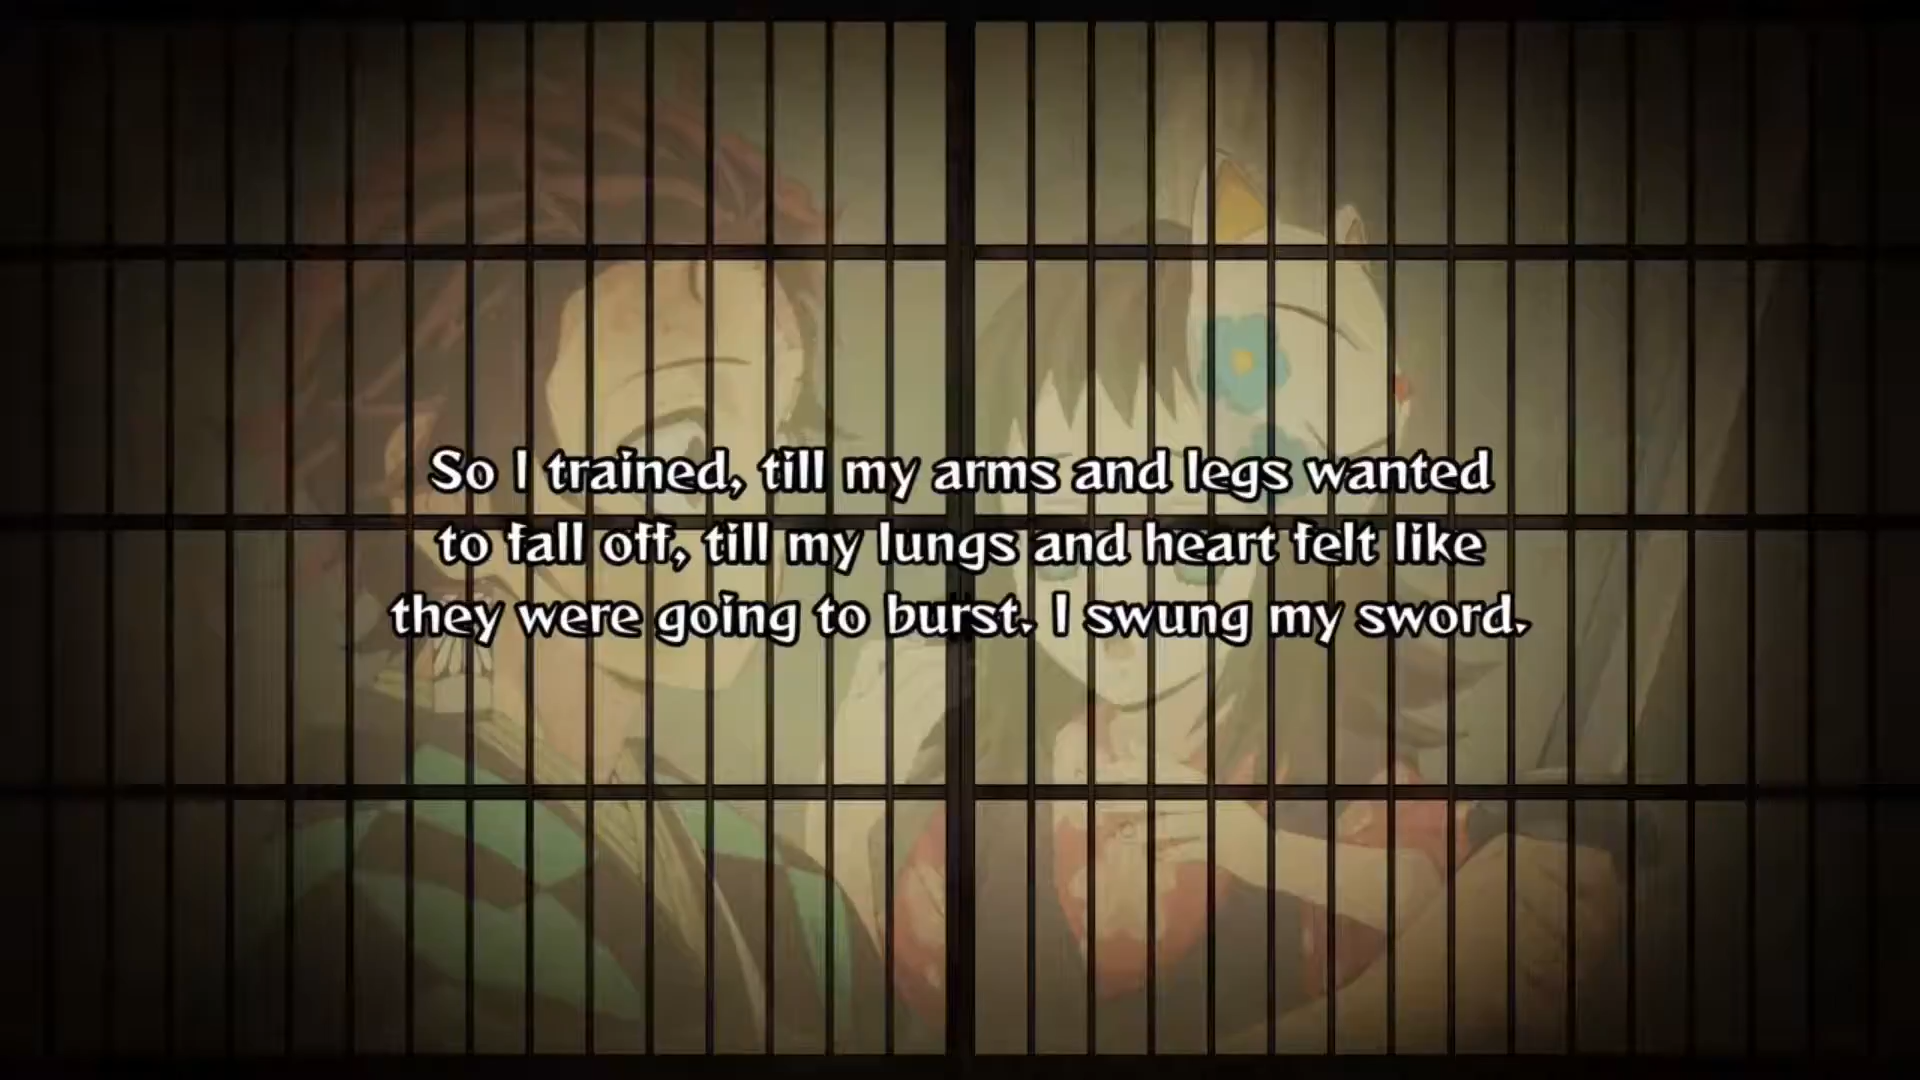 So I trained, till my arms and legs wanted
to fall off, till my lungs and heart felt like
they were going to burst. I swung my sword.